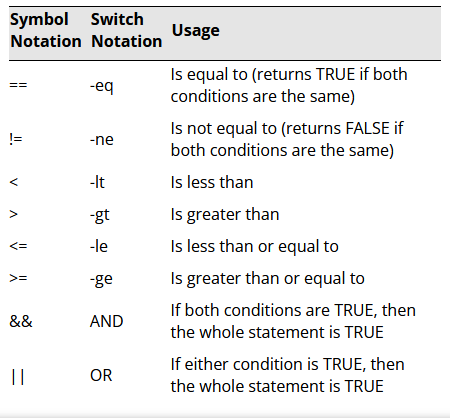 Symbol Notation Switch Notation Usage
== -eq Is equal to (returns TRUE if both
conditions are the same)
!= -ne Is not equal to (returns FALSE if
both conditions are the same)
< -lt Is less than
> -gt Is greater than
<= -le Is less than or equal to
>= -ge Is greater than or equal to
&& AND If both conditions are TRUE, then
the whole statement is TRUE
|| OR If either condition is TRUE, then
the whole statement is TRUE